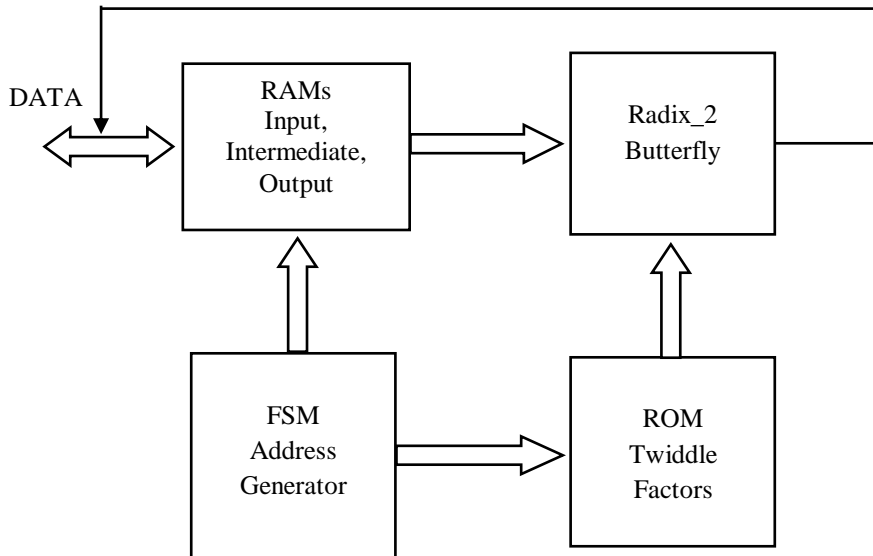 DATA
RAMs
Input,
Intermediate,
Output
Radix_2
Butterfly
FSM
Address
Generator
ROM
Twiddle
Factors